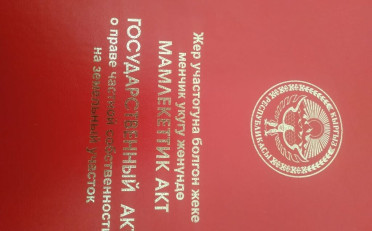 КЫРГЫЗ
РЕСПУБЛИКАСЫ
Жер участогуна болгон жеке
менчик укугу жөнүндө
МАМЛЕКЕТТИК АКТ
ГОСУДАРСТВЕННЫЙ АКТ
о праве частной собственности
на земельный участок